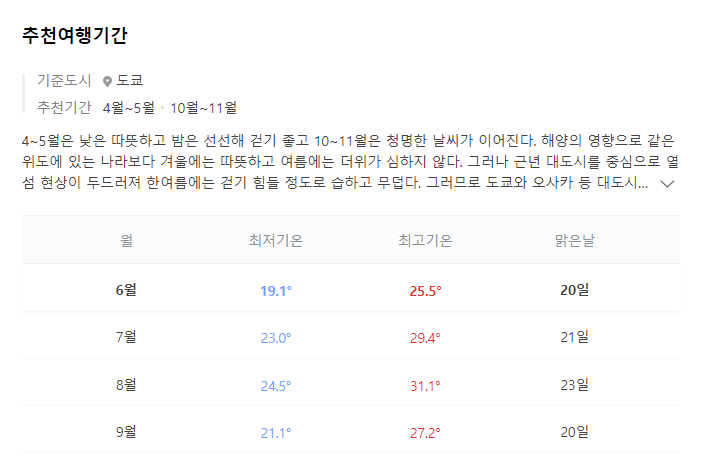 추천여행기간
기준도시 도쿄
추천기간 4월~5월 · 10월~11월
4~5월은 낮은 따뜻하고 밤은 선선해 걷기 좋고 10~11월은 청명한 날씨가 이어진다. 해양의 영향으로 같은
위도에 있는 나라보다 겨울에는 따뜻하고 여름에는 더위가 심하지 않다. 그러나 근년 대도시를 중심으로 열
섬 현상이 두드러져 한여름에는 걷기 힘들 정도로 습하고 무덥다. 그러므로 도쿄와 오사카 등 대도시...
월 최저기온 최고기온 맑은날
6월 19.1° 25.5° 20일
7월 23.0° 29.4° 21일
8월 24.5° 31.1° 23일
9월 21.1° 27.2° 20일